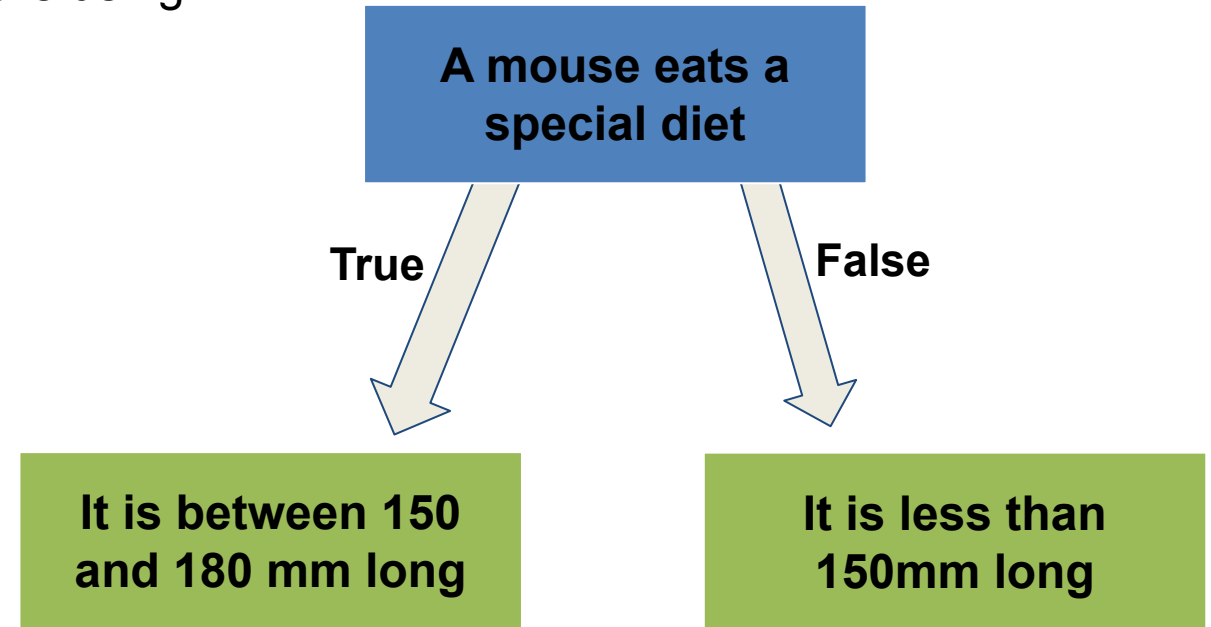 A mouse eats a
special diet
True
False
It is between 150
and 180 mm long
It is less than
150mm long